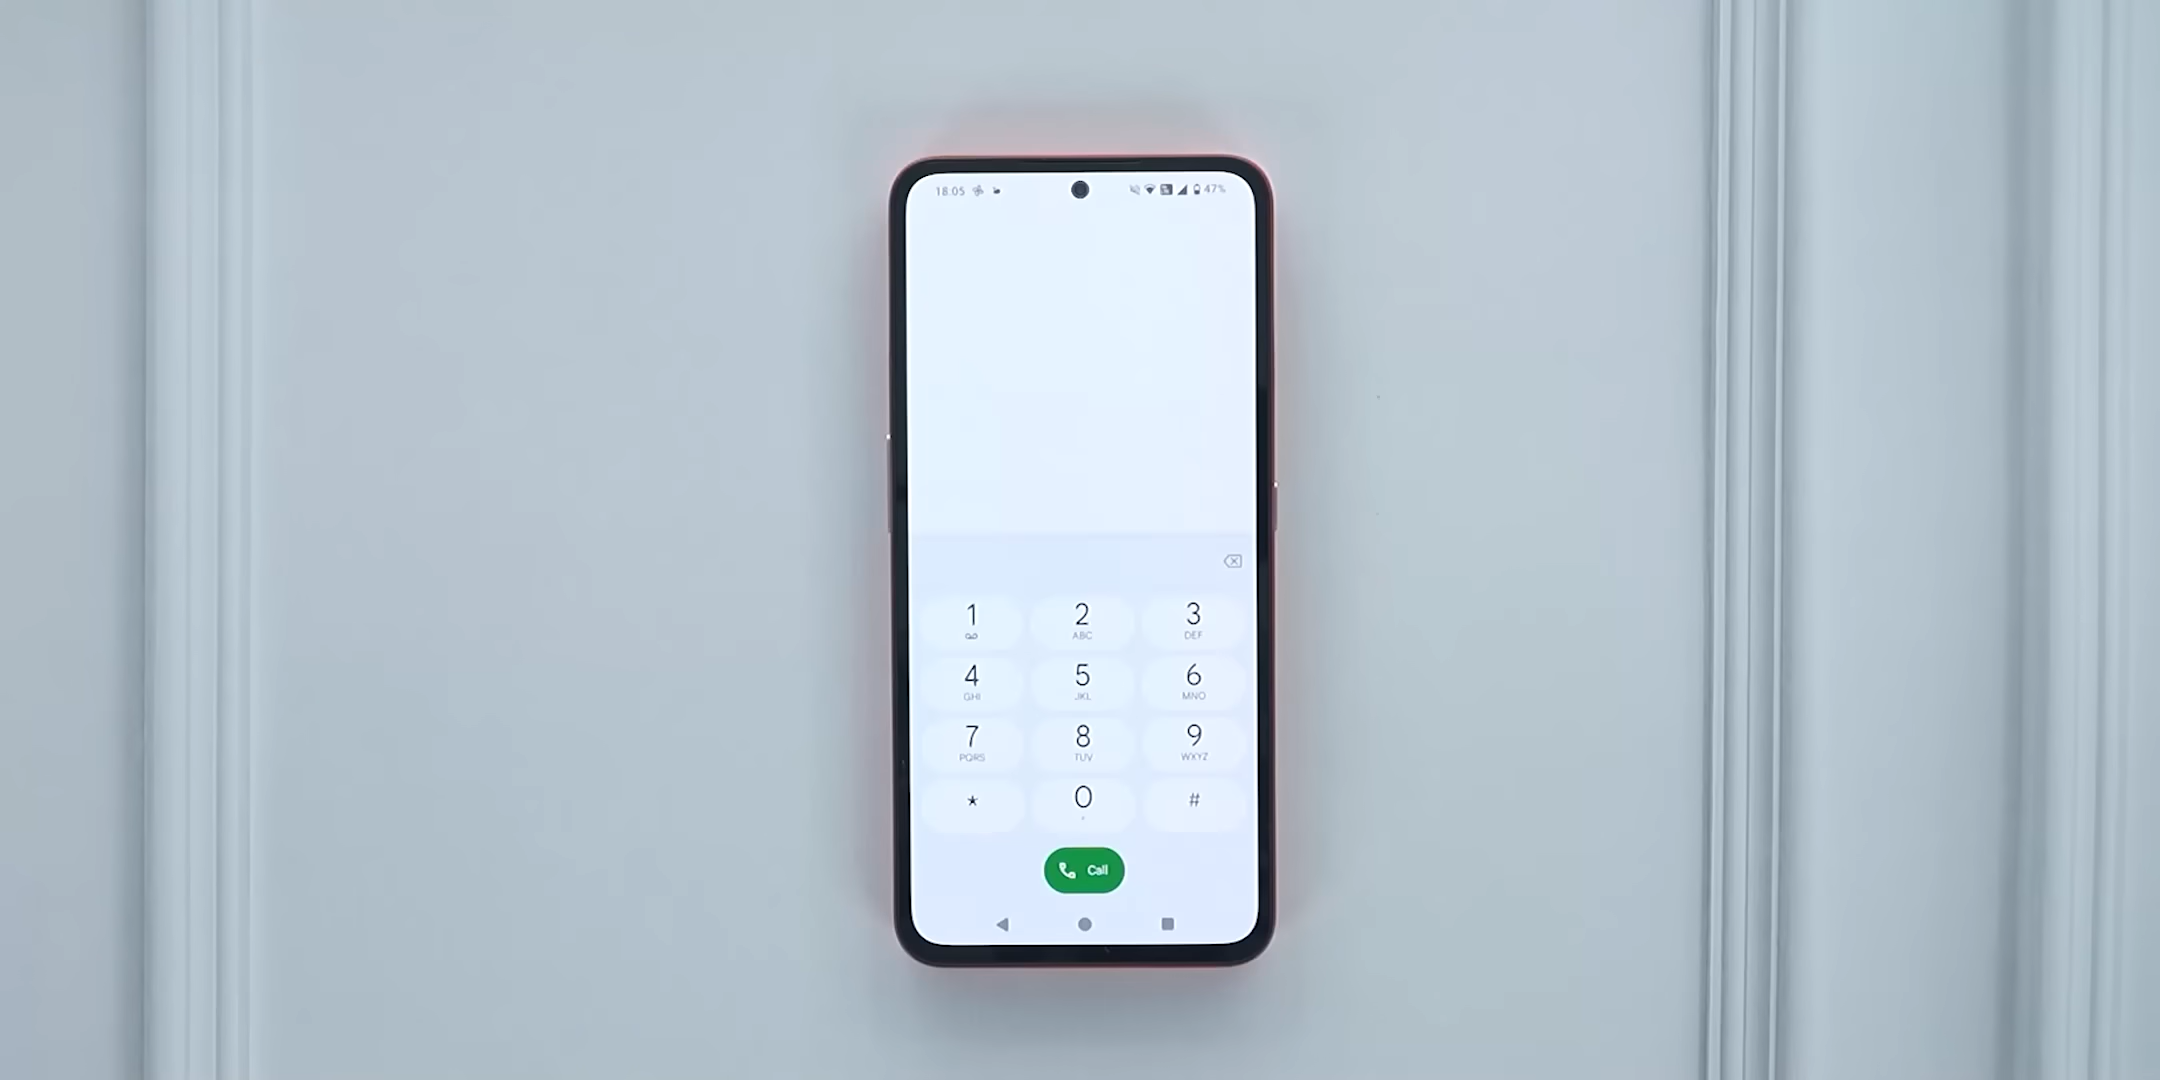 18:05 47%
1 2 3
ABC DEF
4 5 6
GHI JKL MNO
7 8 9
PQRS TUV WXYZ
* 0 #
Call